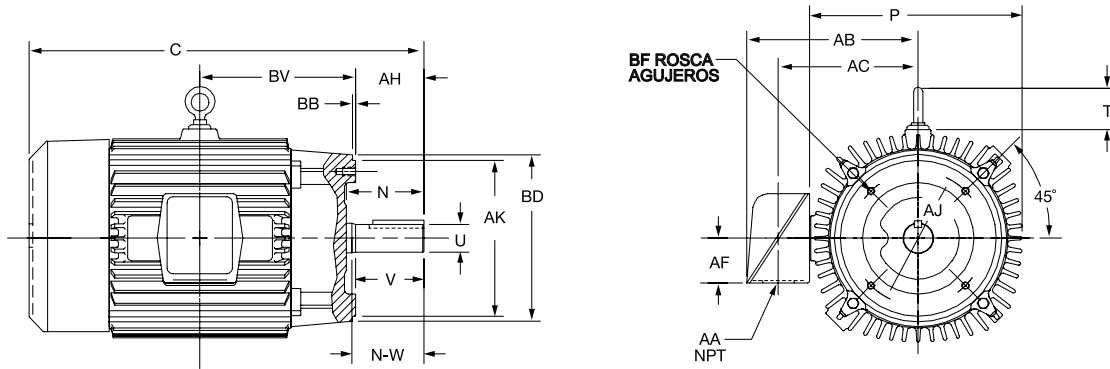 C
BV
AH
BB
N
AK
BD
U
V
N-W
P
AB
AC
BF ROSCA
AGUJEROS
T
45°
AJ
AF
AA
NPT